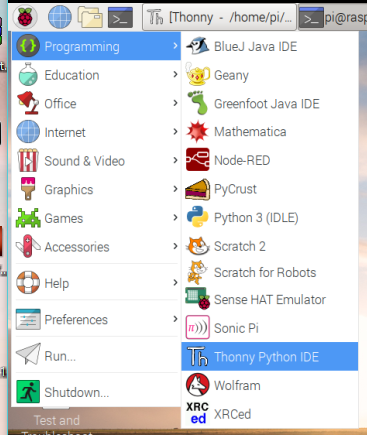 [Thonny - /home/pi/...
pi@rasp
Programming
Education
Office
Internet
Sound & Video
Graphics
Games
Accessories
Help
Preferences
Run...
Shutdown...
BlueJ Java IDE
Geany
Greenfoot Java IDE
Mathematica
Node-RED
PyCrust
Python 3 (IDLE)
Scratch 2
Scratch for Robots
Sense HAT Emulator
Sonic Pi
Th Thonny Python IDE
Wolfram
XRC
ed XRCed
Test and